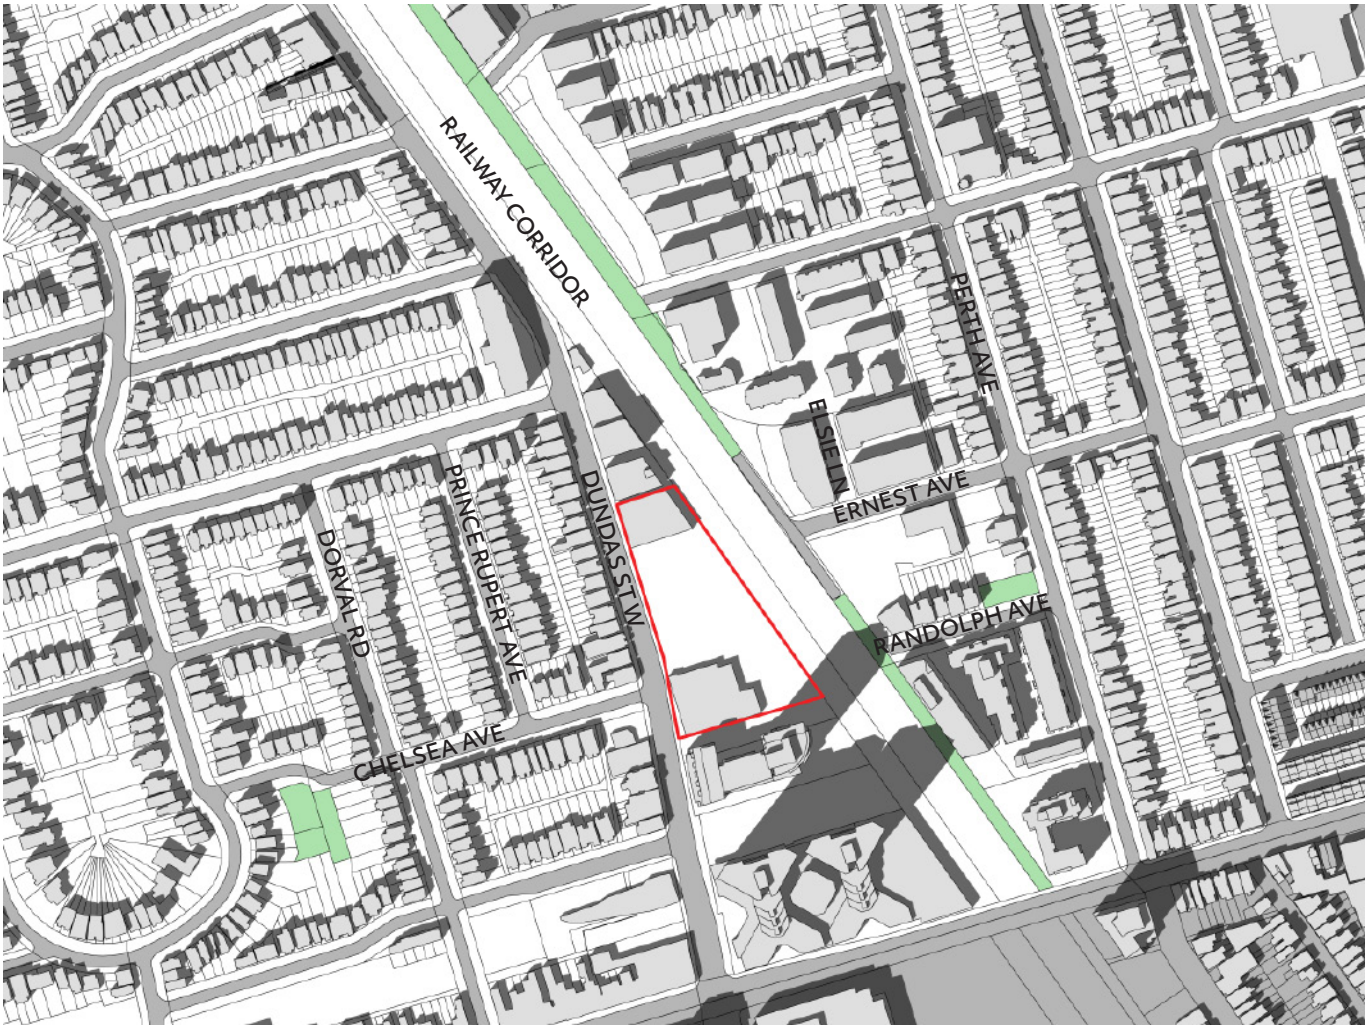 RAILWAY CORRIDOR
PERTH AVE
ELSIE LN
ERNEST AVE
PRINCE RUPERT AVE
DUNDAS ST W
DORVAL RD
RANDOLPH AVE
CHELSEA AVE